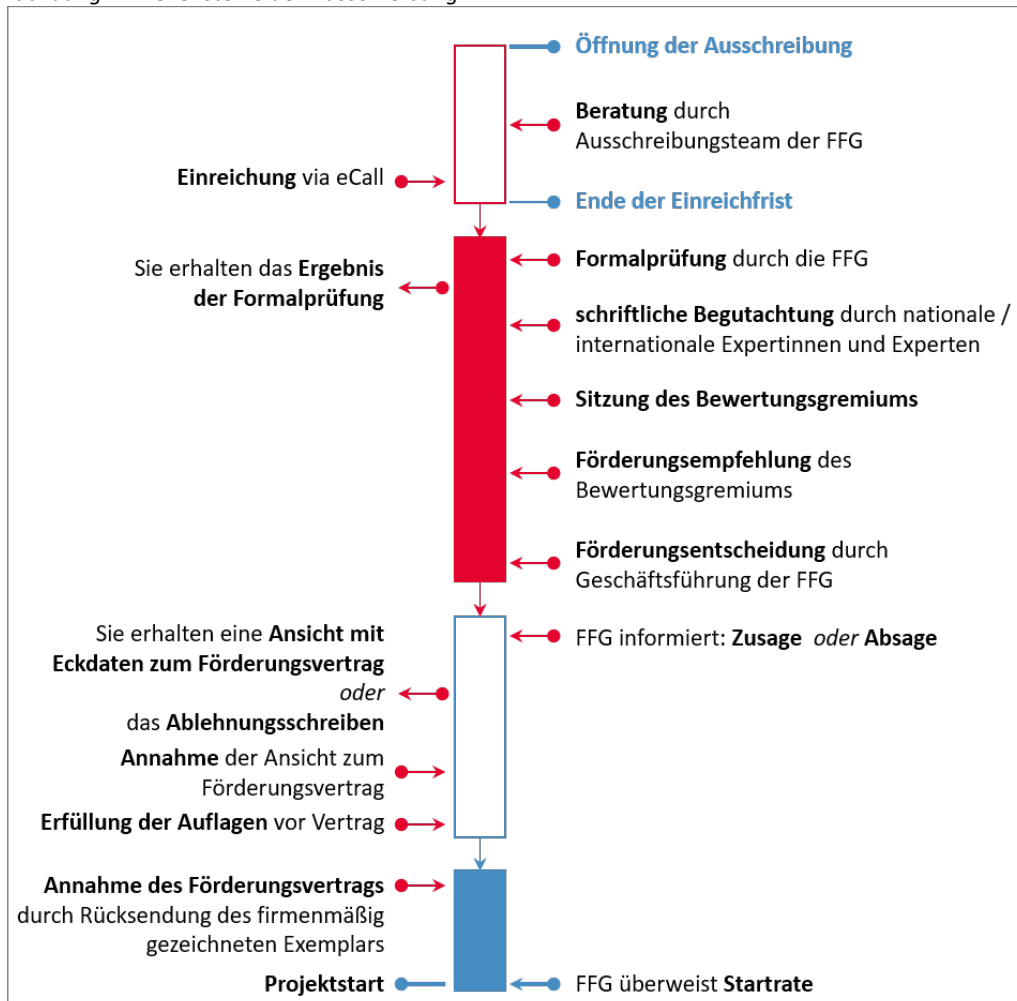 Öffnung der Ausschreibung
Beratung durch
Ausschreibungsteam der FFG
Einreichung via eCall
Ende der Einreichfrist
Formalprüfung durch die FFG
Sie erhalten das Ergebnis
der Formalprüfung
schriftliche Begutachtung durch nationale /
internationale Expertinnen und Experten
Sitzung des Bewertungsgremiums
Förderungsempfehlung des
Bewertungsgremiums
Förderungsentscheidung durch
Geschäftsführung der FFG
FFG informiert: Zusage oder Absage
Sie erhalten eine Ansicht mit
Eckdaten zum Förderungsvertrag
oder
das Ablehnungsschreiben
Annahme der Ansicht zum
Förderungsvertrag
Erfüllung der Auflagen vor Vertrag
Annahme des Förderungsvertrags
durch Rücksendung des firmenmäßig
gezeichneten Exemplars
Projektstart
FFG überweist Startrate